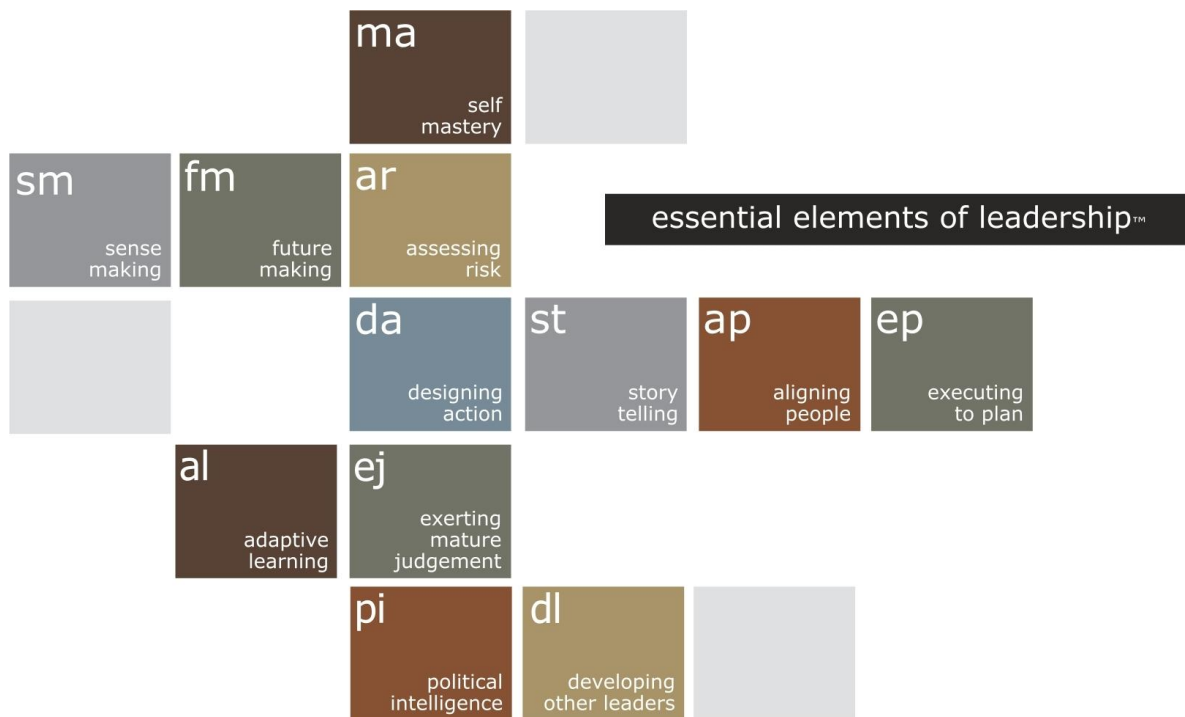 ma
self
mastery
sm
sense
making
fm
future
making
ar
assessing
risk
essential elements of leadership™
da
designing
action
st
story
telling
ap
aligning
people
ep
executing
to plan
al
adaptive
learning
ej
exerting
mature
judgement
pi
political
intelligence
dl
developing
other leaders